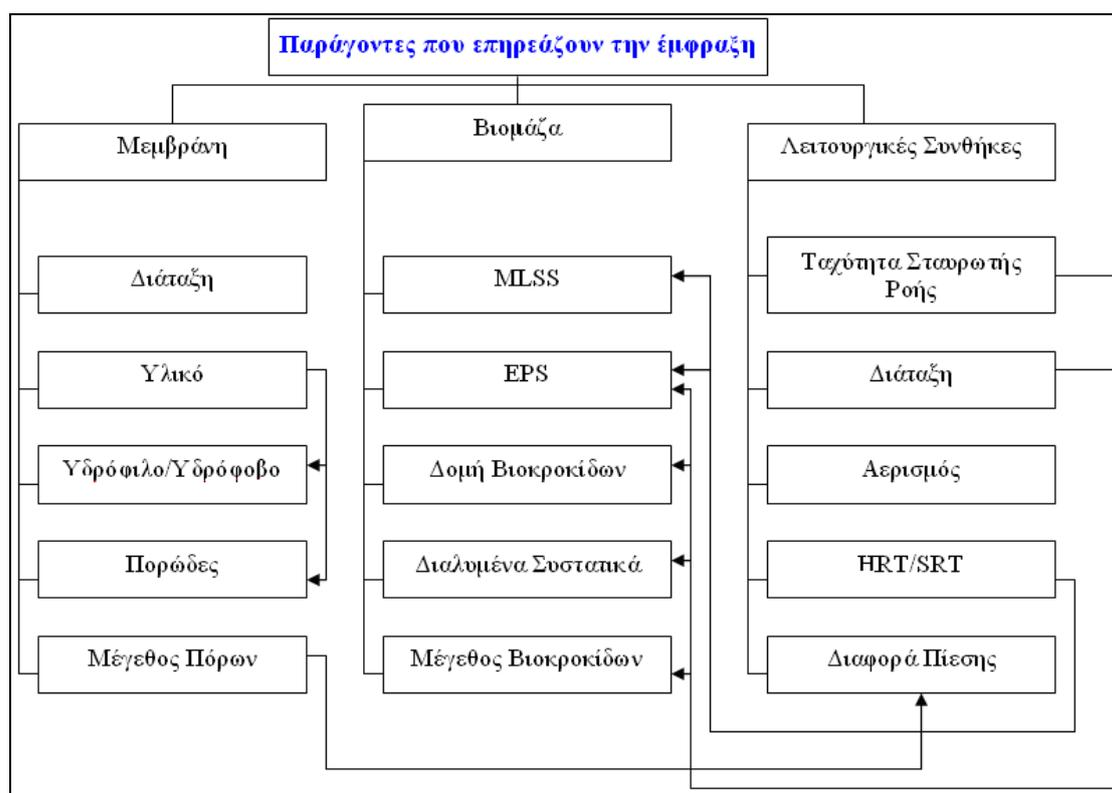 Παράγοντες που επηρεάζουν την έμφραξη
Μεμβράνη
Διάταξη
Υλικό
Υδρόφιλο/Υδρόφοβο
Πορώδες
Μέγεθος Πόρων
Βιομάζα
MLSS
EPS
Δομή Βιοκροκίδων
Διαλυμένα Συστατικά
Μέγεθος Βιοκροκίδων
Λειτουργικές Συνθήκες
Ταχύτητα Σταυρωτής
Ροής
Διάταξη
Αερισμός
HRT/SRT
Διαφορά Πίεσης